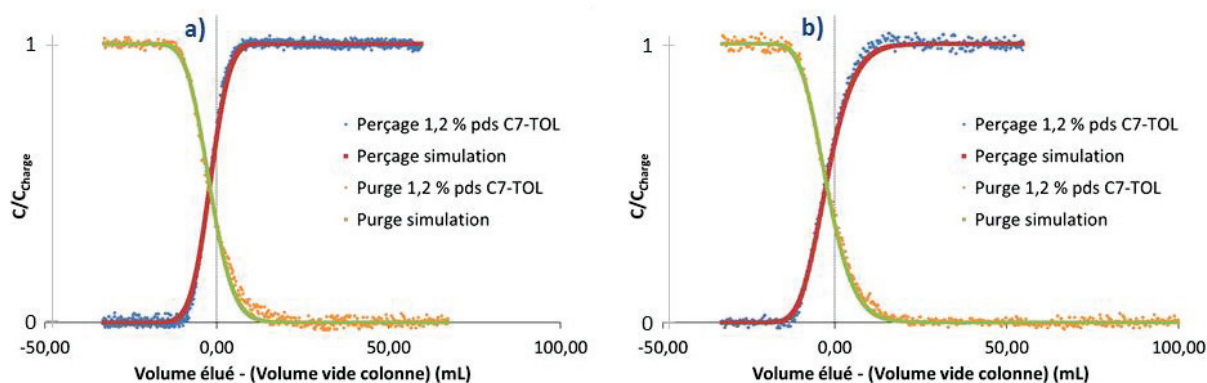 a)
1
C/CCharge
0
-50,00
0,00
50,00
100,00
Volume élué - (Volume vide colonne) (mL)
Perçage 1,2 % pds C7-TOL
Perçage simulation
Purge 1,2 % pds C7-TOL
Purge simulation
b)
1
C/CCharge
0
-50,00
0,00
50,00
100,00
Volume élué - (Volume vide colonne) (mL)
Perçage 1,2 % pds C7-TOL
Perçage simulation
Purge 1,2 % pds C7-TOL
Purge simulation